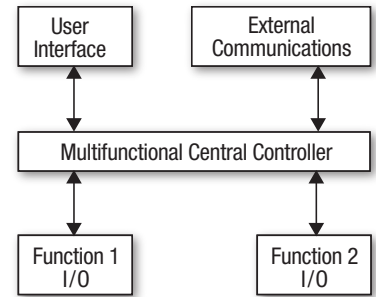 User
Interface
External
Communications
Multifunctional Central Controller
Function 1
I/O
Function 2
I/O